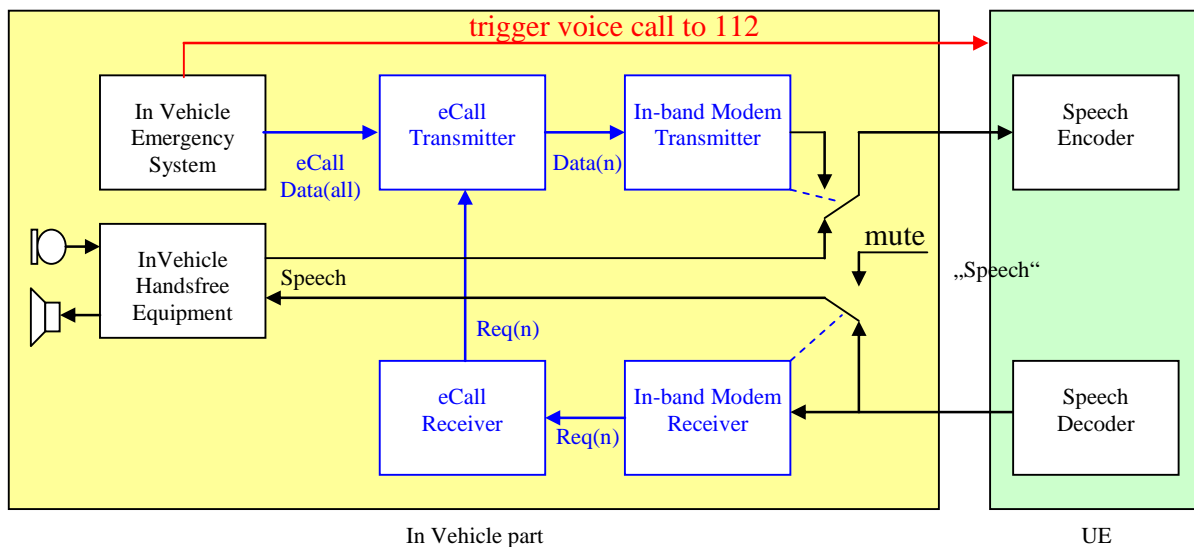 trigger voice call to 112
In Vehicle
Emergency
System
eCall
Data(all)
eCall
Transmitter
Data(n)
In-band Modem
Transmitter
Speech
Encoder
InVehicle
Handsfree
Equipment
Speech
mute
„Speech“
Req(n)
eCall
Receiver
Req(n)
In-band Modem
Receiver
Speech
Decoder
In Vehicle part
UE